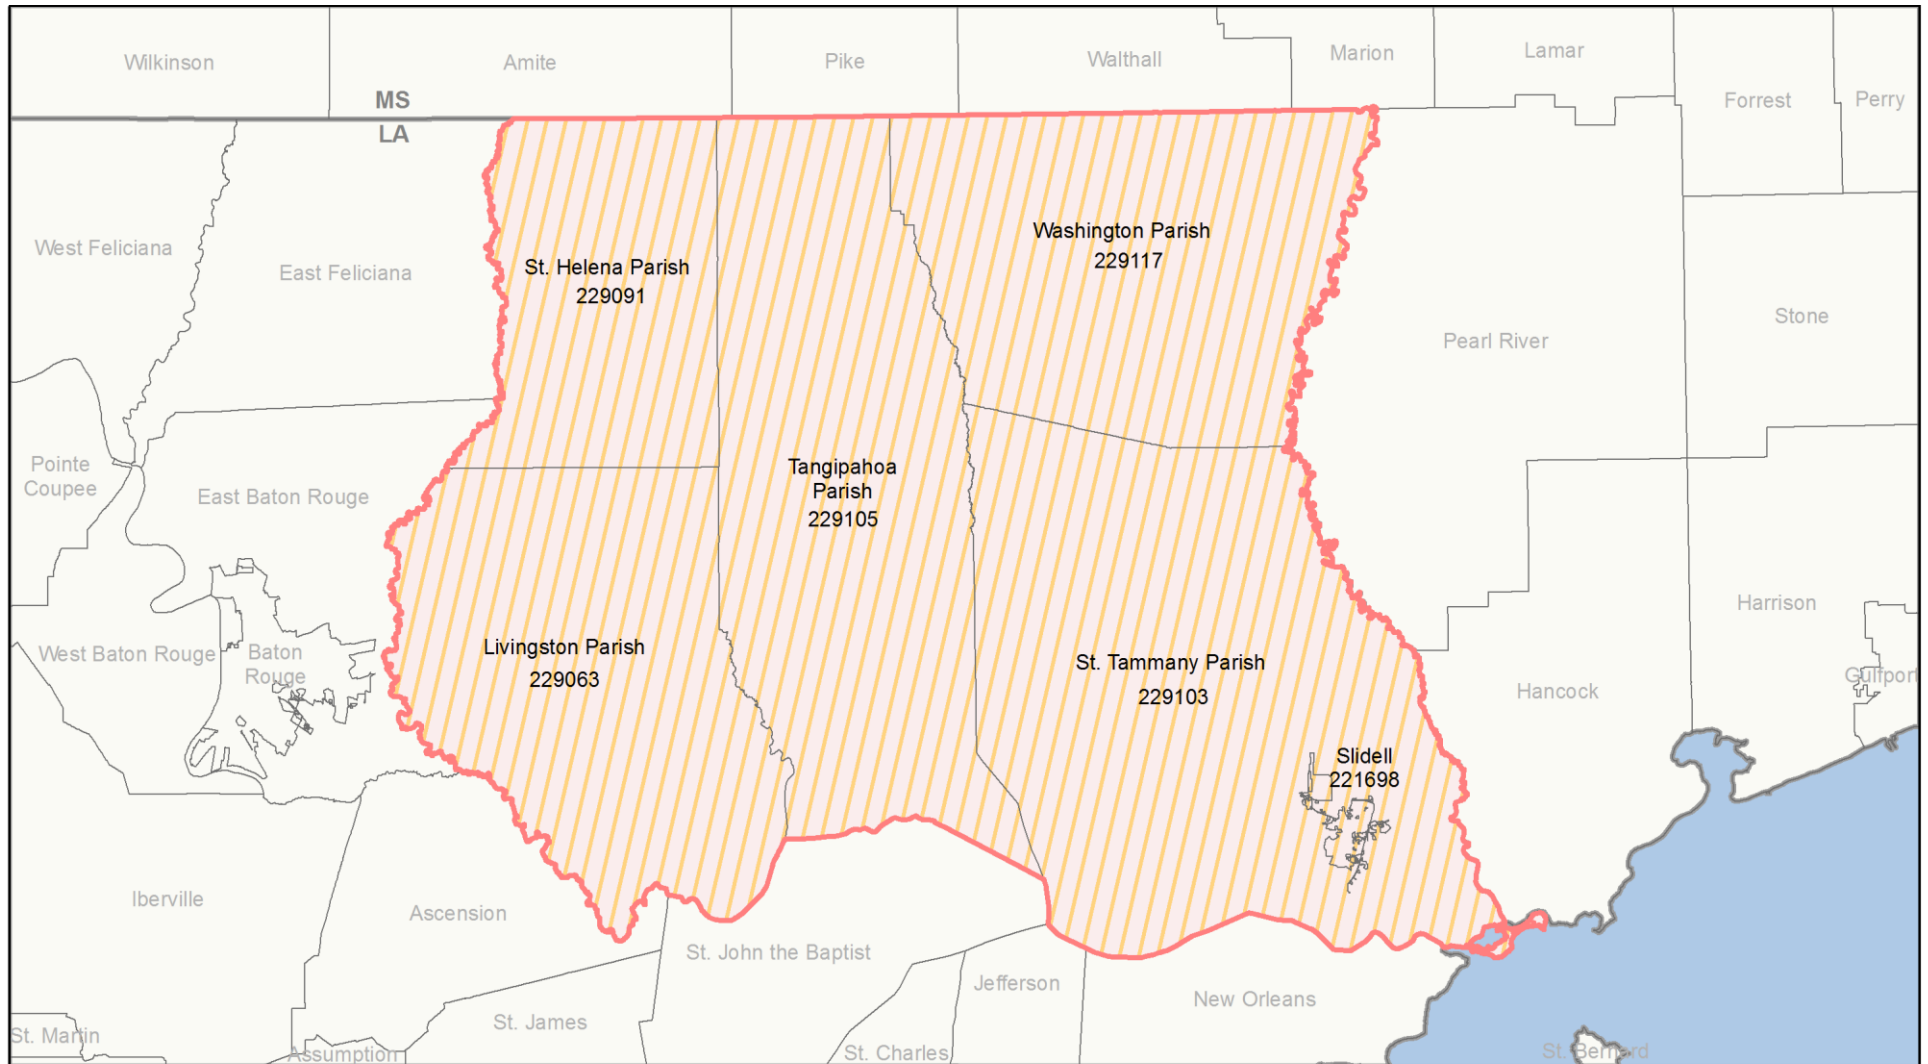 Wilkinson
Amite
Pike
Walthall
Marion
Lamar
Forrest
Perry
MS
LA
West Feliciana
East Feliciana
St. Helena Parish
229091
Washington Parish
229117
Pearl River
Stone
Pointe
Coupee
East Baton Rouge
Tangipahoa
Parish
229105
Harrison
West Baton Rouge
Baton
Rouge
Livingston Parish
229063
St. Tammany Parish
229103
Hancock
Gulfport
Slidell
221698
Iberville
Ascension
St. John the Baptist
Jefferson
New Orleans
St. Martin
St. James
Assumption
St. Charles
St. Bernard